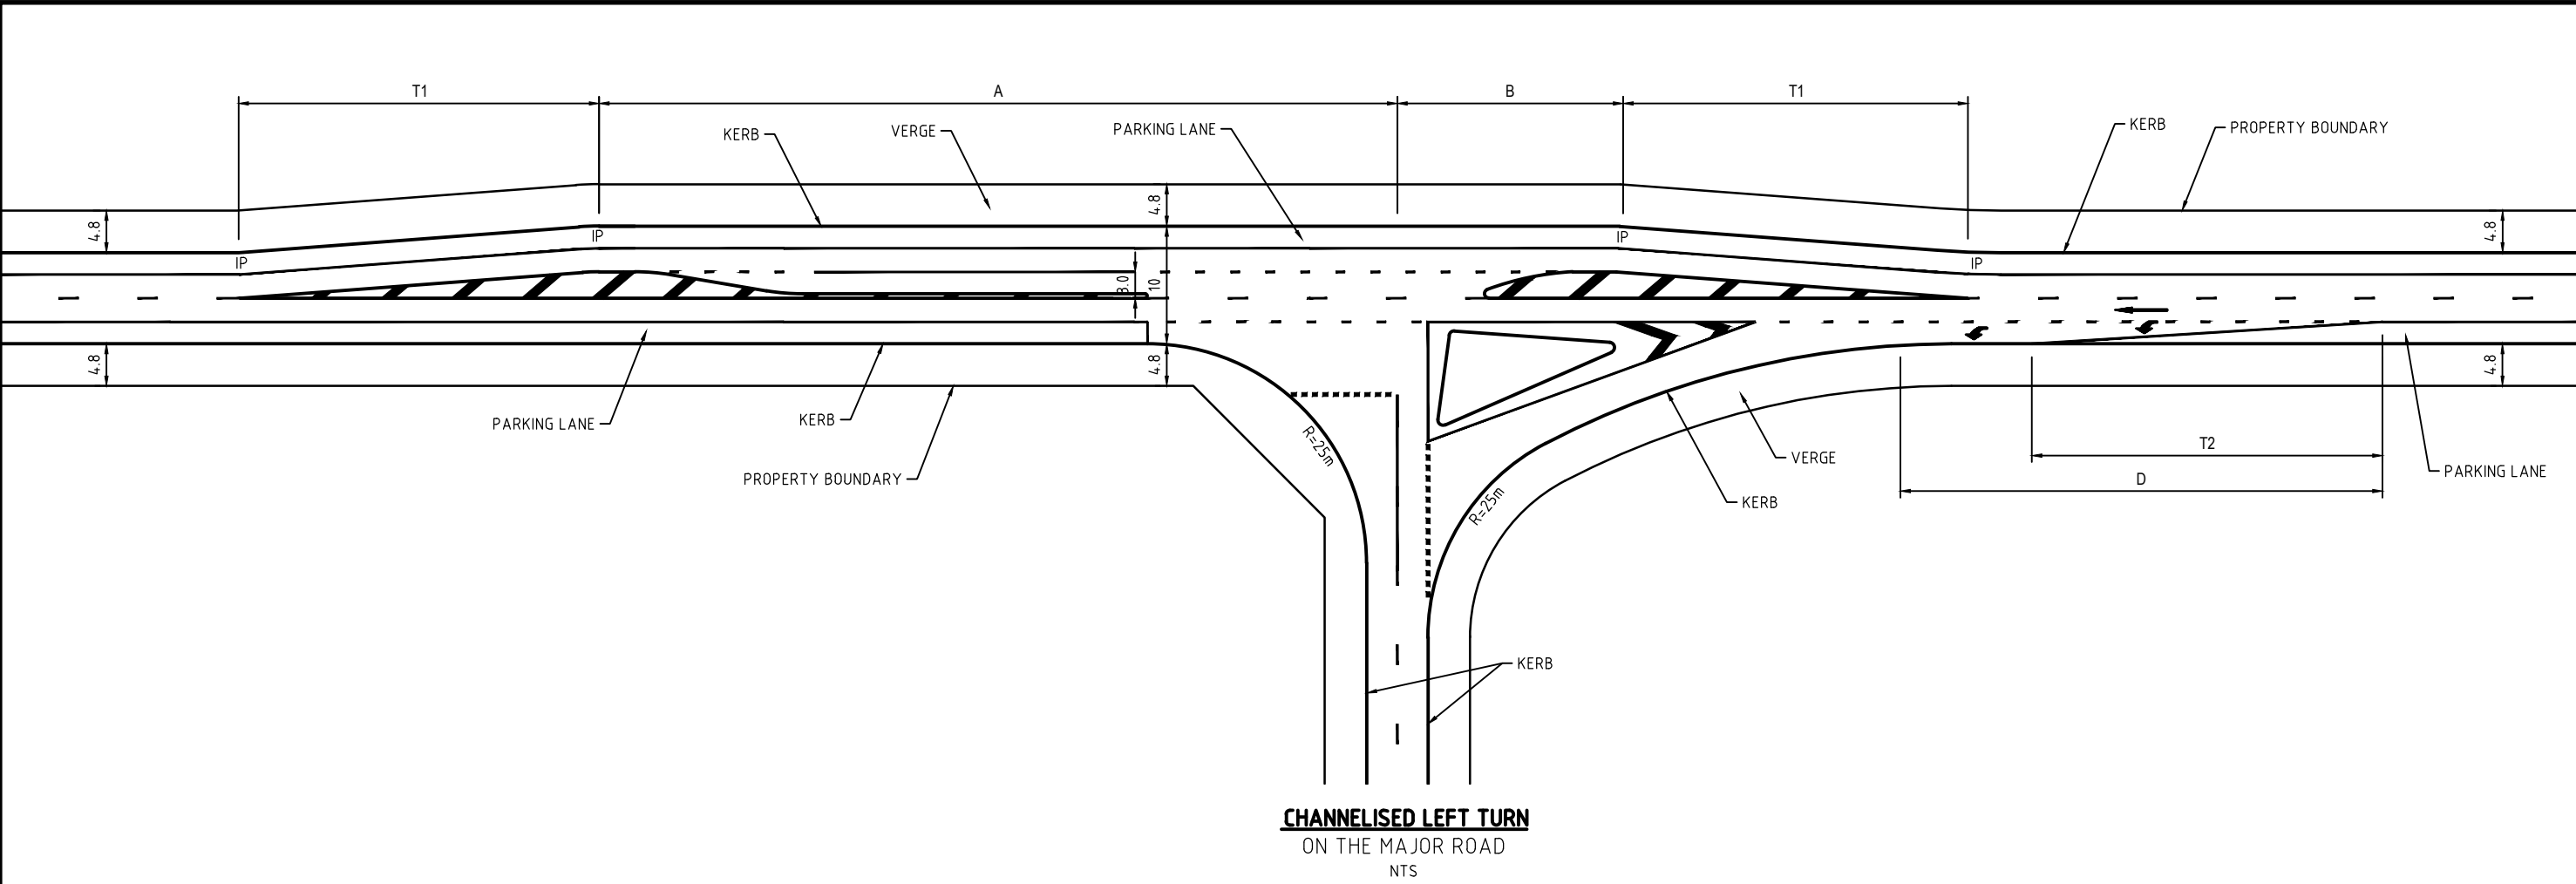 T1
A
B
T1
KERB
VERGE
PARKING LANE
KERB
PROPERTY BOUNDARY
4.8
4.8
4.8
IP
IP
IP
IP
3.0
10
4.8
4.8
4.8
PARKING LANE
KERB
R=25m
PROPERTY BOUNDARY
R=25m
VERGE
KERB
T2
D
PARKING LANE
KERB
CHANNELISED LEFT TURN
ON THE MAJOR ROAD
NTS